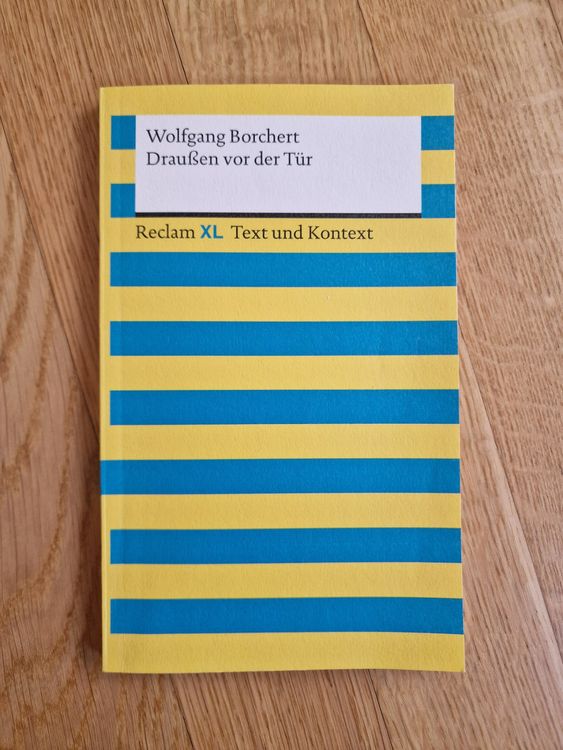 Wolfgang Borchert
Draußen vor der Tür
Reclam XL Text und Kontext